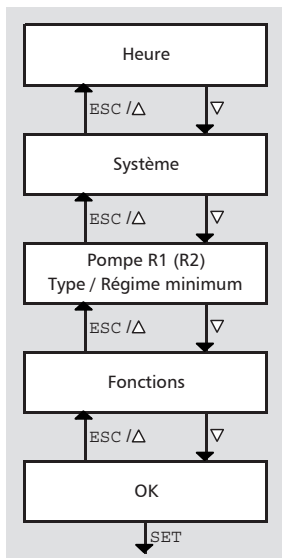 Heure
ESC /△ ▽
Système
ESC /△ ▽
Pompe R1 (R2)
Type / Régime minimum
ESC /△ ▽
Fonctions
ESC /△ ▽
OK
SET